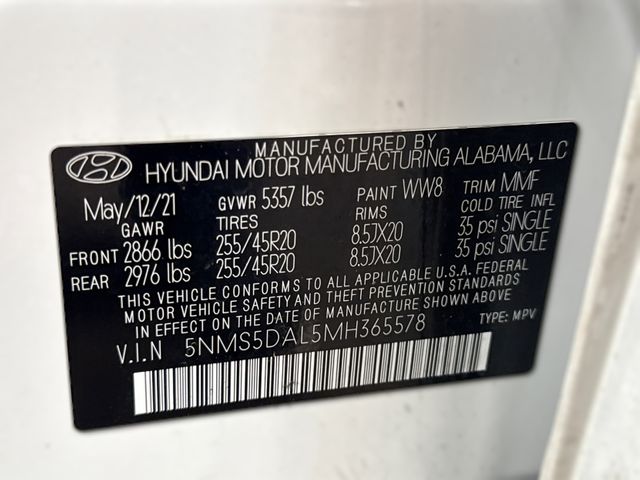 MANUFACTURED BY
HYUNDAI MOTOR MANUFACTURING ALABAMA, LLC
May/12/21 GVWR 5357 lbs PAINT WW8 TRIM MMF
GAWR TIRES RIMS COLD TIRE INFL
FRONT 2866 lbs 255/45R20 8.5JX20 35 psi SINGLE
REAR 2976 lbs 255/45R20 8.5JX20 35 psi SINGLE
THIS VEHICLE CONFORMS TO ALL APPLICABLE U.S.A. FEDERAL
MOTOR VEHICLE SAFETY AND THEFT PREVENTION STANDARDS
IN EFFECT ON THE DATE OF MANUFACTURE SHOWN ABOVE
V.I.N 5NMS5DAL5MH365578 TYPE: MPV